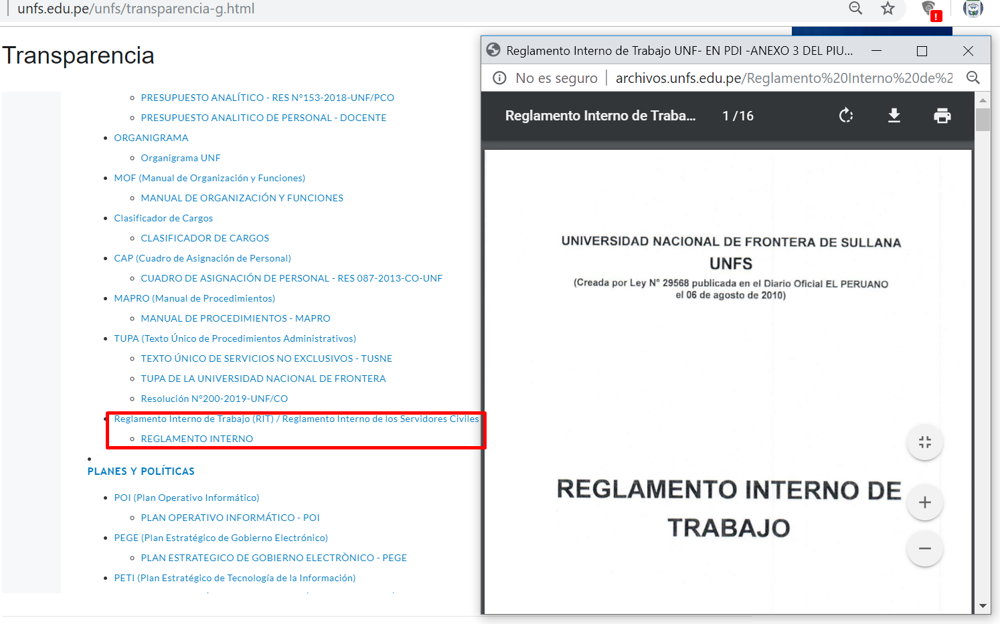 unfs.edu.pe/unfs/transparencia-g.html
Transparencia
PRESUPUESTO ANALÍTICO - RES N°153-2018-UNF/PCO
PRESUPUESTO ANALITICO DE PERSONAL - DOCENTE
ORGANIGRAMA
Organigrama UNF
MOF (Manual de Organización y Funciones)
MANUAL DE ORGANIZACIÓN Y FUNCIONES
Clasificador de Cargos
CLASIFICADOR DE CARGOS
CAP (Cuadro de Asignación de Personal)
CUADRO DE ASIGNACIÓN DE PERSONAL - RES 087-2013-CO-UNF
MAPRO (Manual de Procedimientos)
MANUAL DE PROCEDIMIENTOS - MAPRO
TUPA (Texto Único de Procedimientos Administrativos)
TEXTO ÚNICO DE SERVICIOS NO EXCLUSIVOS - TUSNE
TUPA DE LA UNIVERSIDAD NACIONAL DE FRONTERA
Resolución N°200-2019-UNF/CO
Reglamento Interno de Trabajo (RIT) / Reglamento Interno de los Servidores Civiles
REGLAMENTO INTERNO
PLANES Y POLÍTICAS
POI (Plan Operativo Informático)
PLAN OPERATIVO INFORMÁTICO - POI
PEGE (Plan Estratégico de Gobierno Electrónico)
PLAN ESTRATEGICO DE GOBIERNO ELECTRÒNICO - PEGE
PETI (Plan Estratégico de Tecnología de la Información)
Reglamento Interno de Trabajo UNF- EN PDI -ANEXO 3 DEL PIU...
No es seguro | archivos.unfs.edu.pe/Reglamento%20Interno%20de%2
Reglamento Interno de Traba... 1 / 16
UNIVERSIDAD NACIONAL DE FRONTERA DE SULLANA
UNFS
(Creada por Ley N° 29568 publicada en el Diario Oficial EL PERUANO
el 06 de agosto de 2010)
REGLAMENTO INTERNO DE
TRABAJO